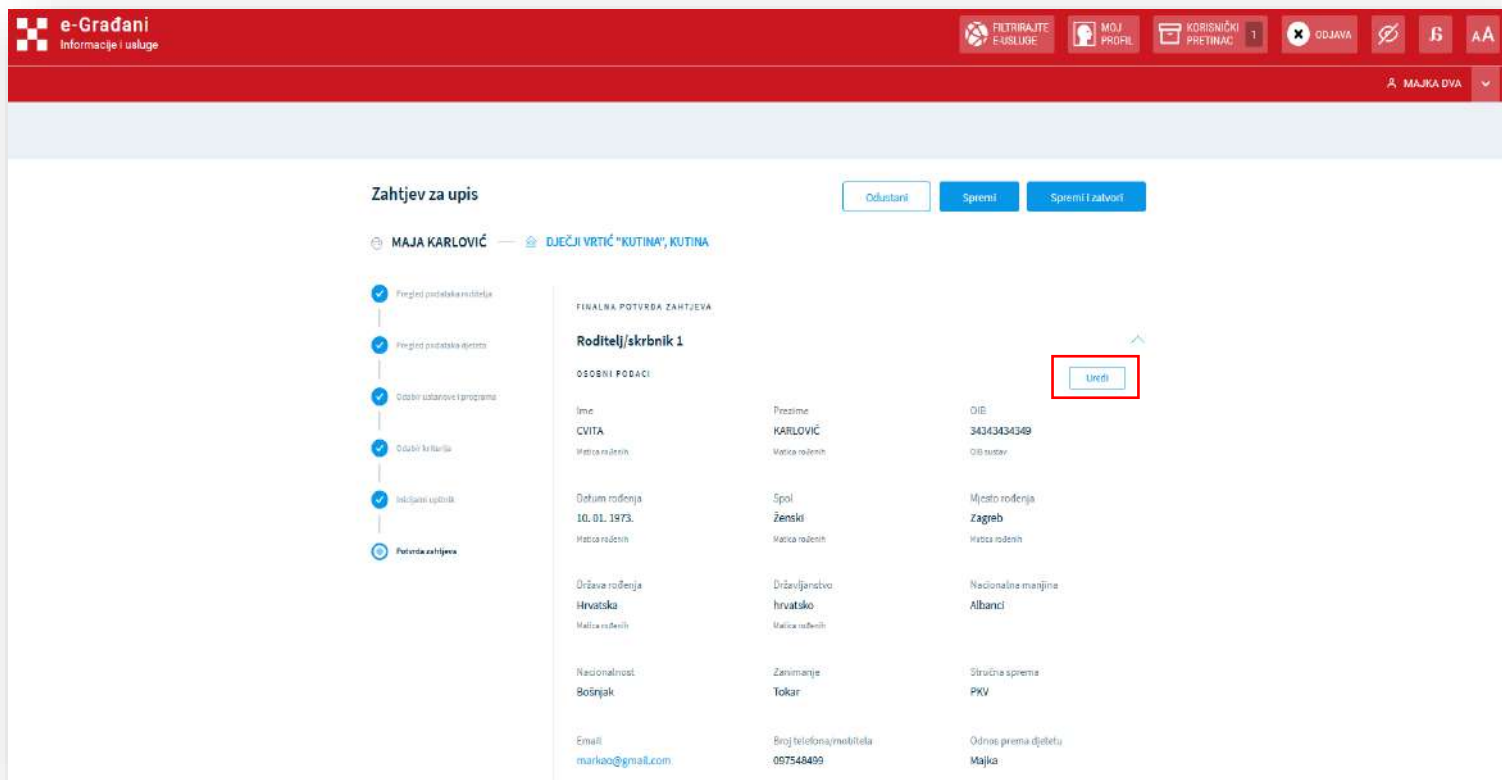 e-Građani
Informacije i usluge
FILTRIRAJTE E-USLUGE
MOJ PROFIL
KORISNIČKI PRETINAC 1
ODJAVA
AA
MAJKA DVA
Zahtjev za upis
Odustani Spremi Spremi i zatvori
MAJA KARLOVIĆ — DJEČJI VRTIĆ "KUTINA", KUTINA
Pregled podataka roditelja
Pregled podataka djeteta
Odabir ustanove i programa
Odabir kriterija
Inicijalni upitnik
Potvrda zahtjeva
FINALNA POTVRDA ZAHTJEVA
Roditelj/skrbnik 1
OSOBNI PODACI
Uredi
Ime Prezime OIB
CVITA KARLOVIĆ 34343434349
Matica rođenih Matica rođenih OIB sustav
Datum rođenja Spol Mjesto rođenja
10. 01. 1973. Ženski Zagreb
Matica rođenih Matica rođenih Matica rođenih
Država rođenja Državljanstvo Nacionalna manjina
Hrvatska hrvatsko Albanci
Matica rođenih Matica rođenih
Nacionalnost Zanimanje Stručna sprema
Bošnjak Tokar PKV
Email Broj telefona/mobitela Odnos prema djetetu
markao@gmail.com 097548499 Majka